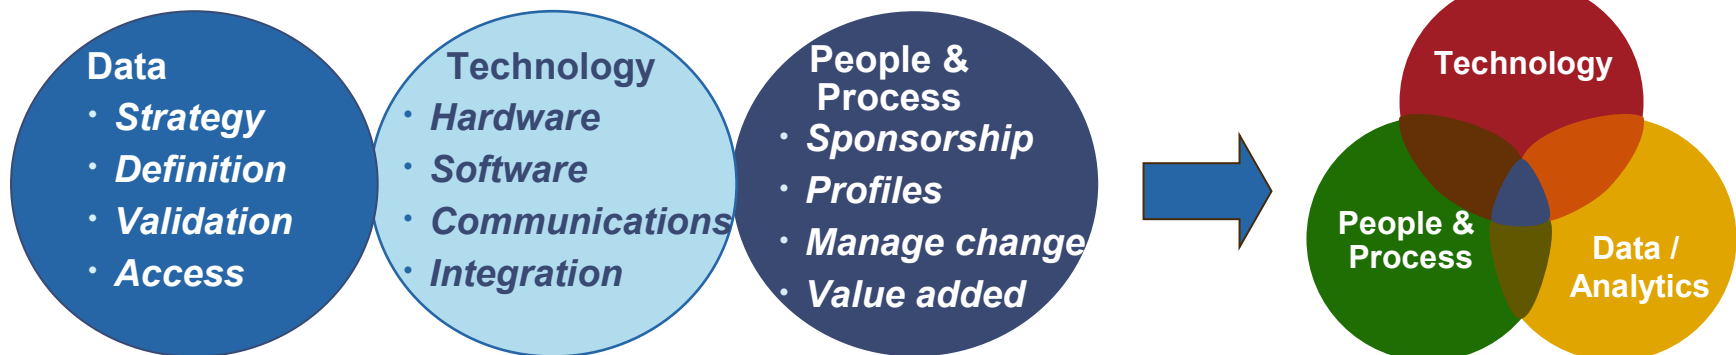 Data
· Strategy
· Definition
· Validation
· Access
Technology
· Hardware
· Software
· Communications
· Integration
People &
Process
· Sponsorship
· Profiles
· Manage change
· Value added
Technology
People &
Process
Data /
Analytics